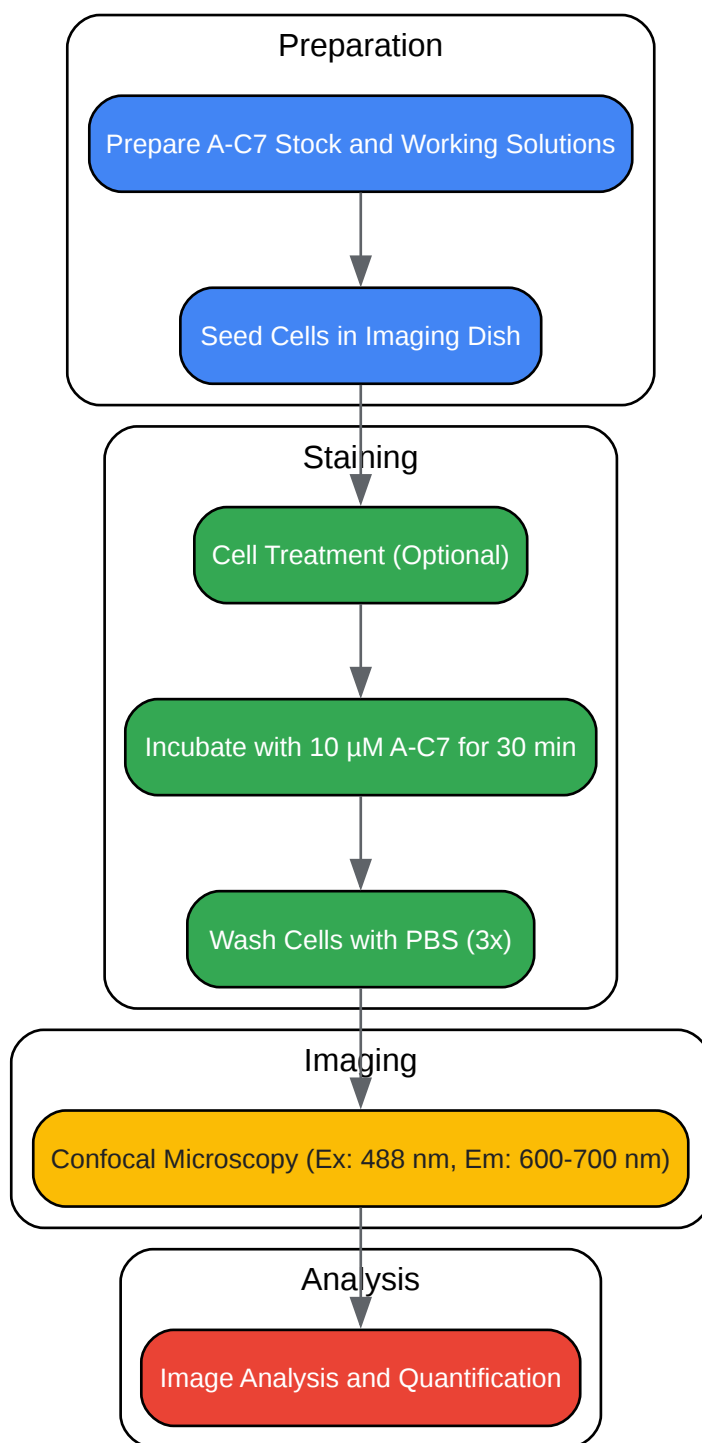 Preparation
Prepare A-C7 Stock and Working Solutions
Seed Cells in Imaging Dish
Staining
Cell Treatment (Optional)
Incubate with 10 µM A-C7 for 30 min
Wash Cells with PBS (3x)
Imaging
Confocal Microscopy (Ex: 488 nm, Em: 600-700 nm)
Analysis
Image Analysis and Quantification